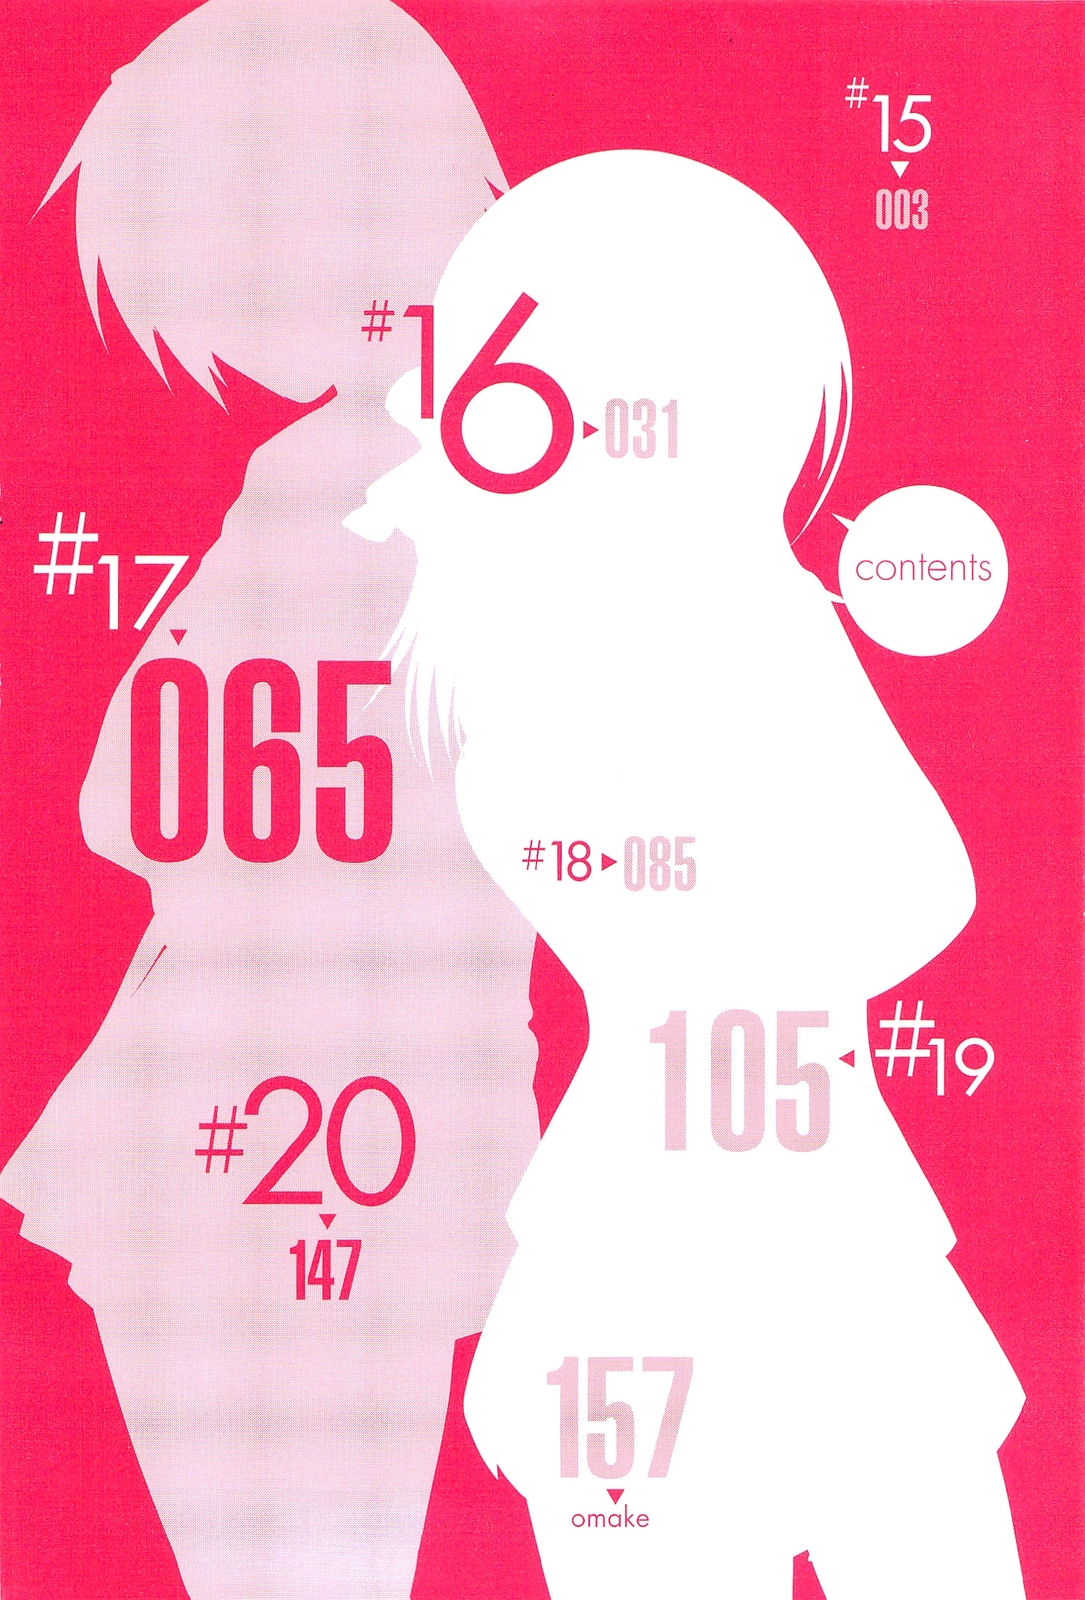 #15
▼
003
#16 ▶ 031
#17
▼
065
contents
#18 ▶ 085
105 ◀ #19
#20
▼
147
157
▼
omake